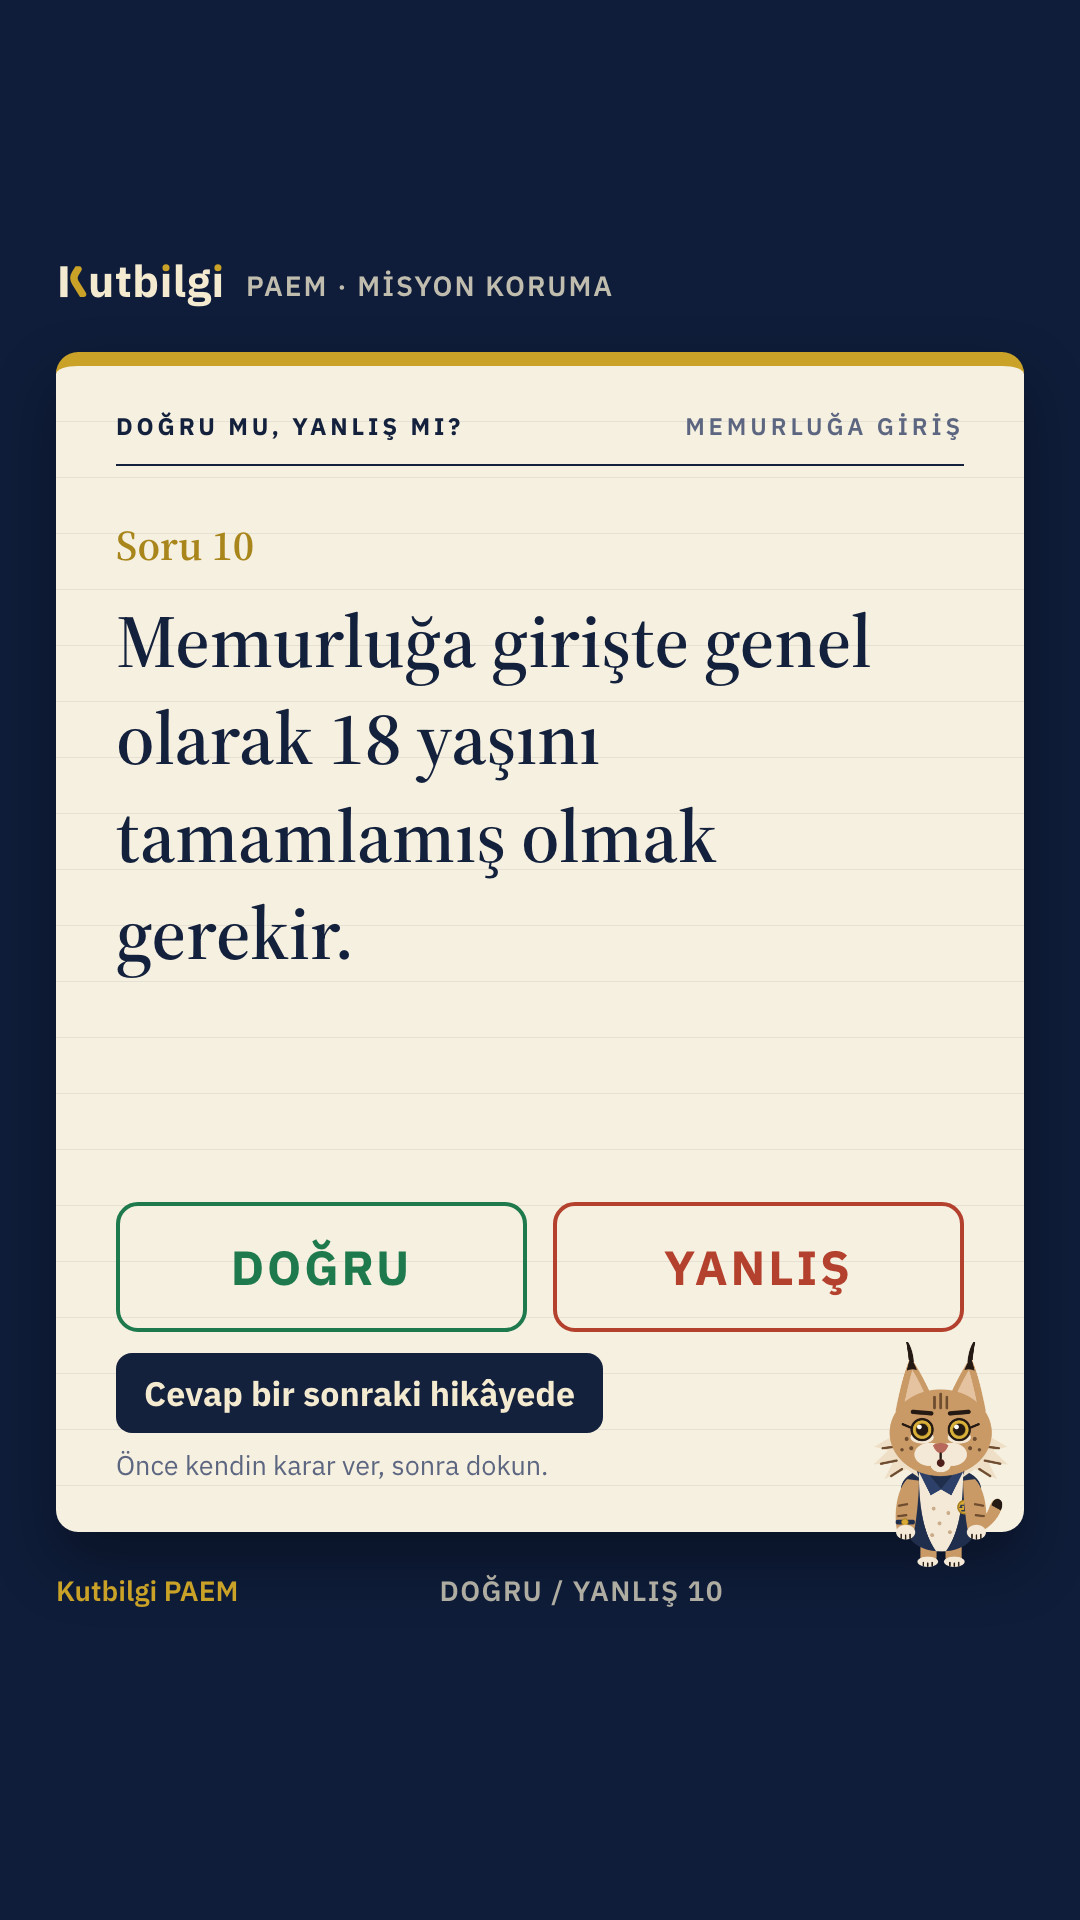 Kutbilgi PAEM · MİSYON KORUMA
DOĞRU MU, YANLIŞ MI? MEMURLUĞA GİRİŞ
Soru 10
Memurluğa girişte genel
olarak 18 yaşını
tamamlamış olmak
gerekir.
DOĞRU YANLIŞ
Cevap bir sonraki hikâyede
Önce kendin karar ver, sonra dokun.
Kutbilgi PAEM DOĞRU / YANLIŞ 10